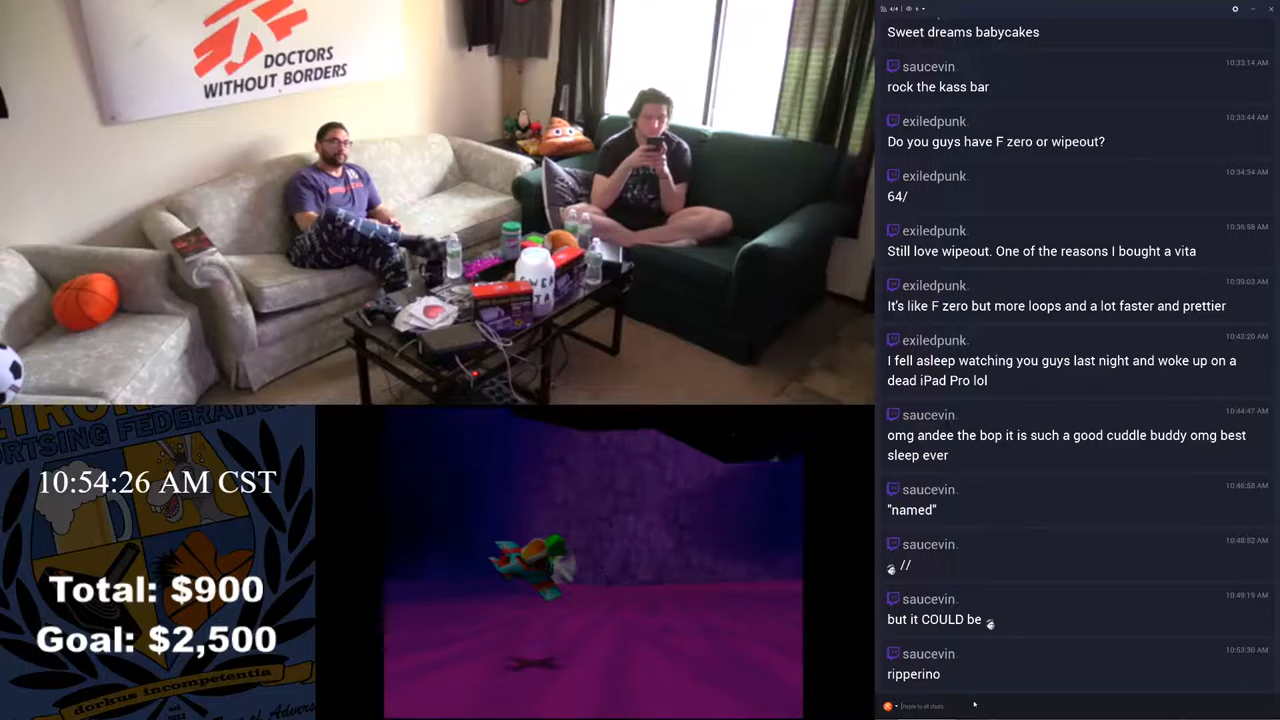 DOCTORS
WITHOUT BORDERS
10:54:26 AM CST
Total: $900
Goal: $2,500
dorkus incompetentia
4/4
Sweet dreams babycakes
saucevin. 10:33:14 AM
rock the kass bar
exiledpunk. 10:33:44 AM
Do you guys have F zero or wipeout?
exiledpunk. 10:34:34 AM
64/
exiledpunk. 10:36:58 AM
Still love wipeout. One of the reasons I bought a vita
exiledpunk. 10:39:03 AM
It's like F zero but more loops and a lot faster and prettier
exiledpunk. 10:43:20 AM
I fell asleep watching you guys last night and woke up on a
dead iPad Pro lol
saucevin. 10:44:47 AM
omg andee the bop it is such a good cuddle buddy omg best
sleep ever
saucevin. 10:46:58 AM
"named"
saucevin. 10:48:52 AM
//
saucevin. 10:49:19 AM
but it COULD be
saucevin. 10:53:30 AM
ripperino
Reply to all chats